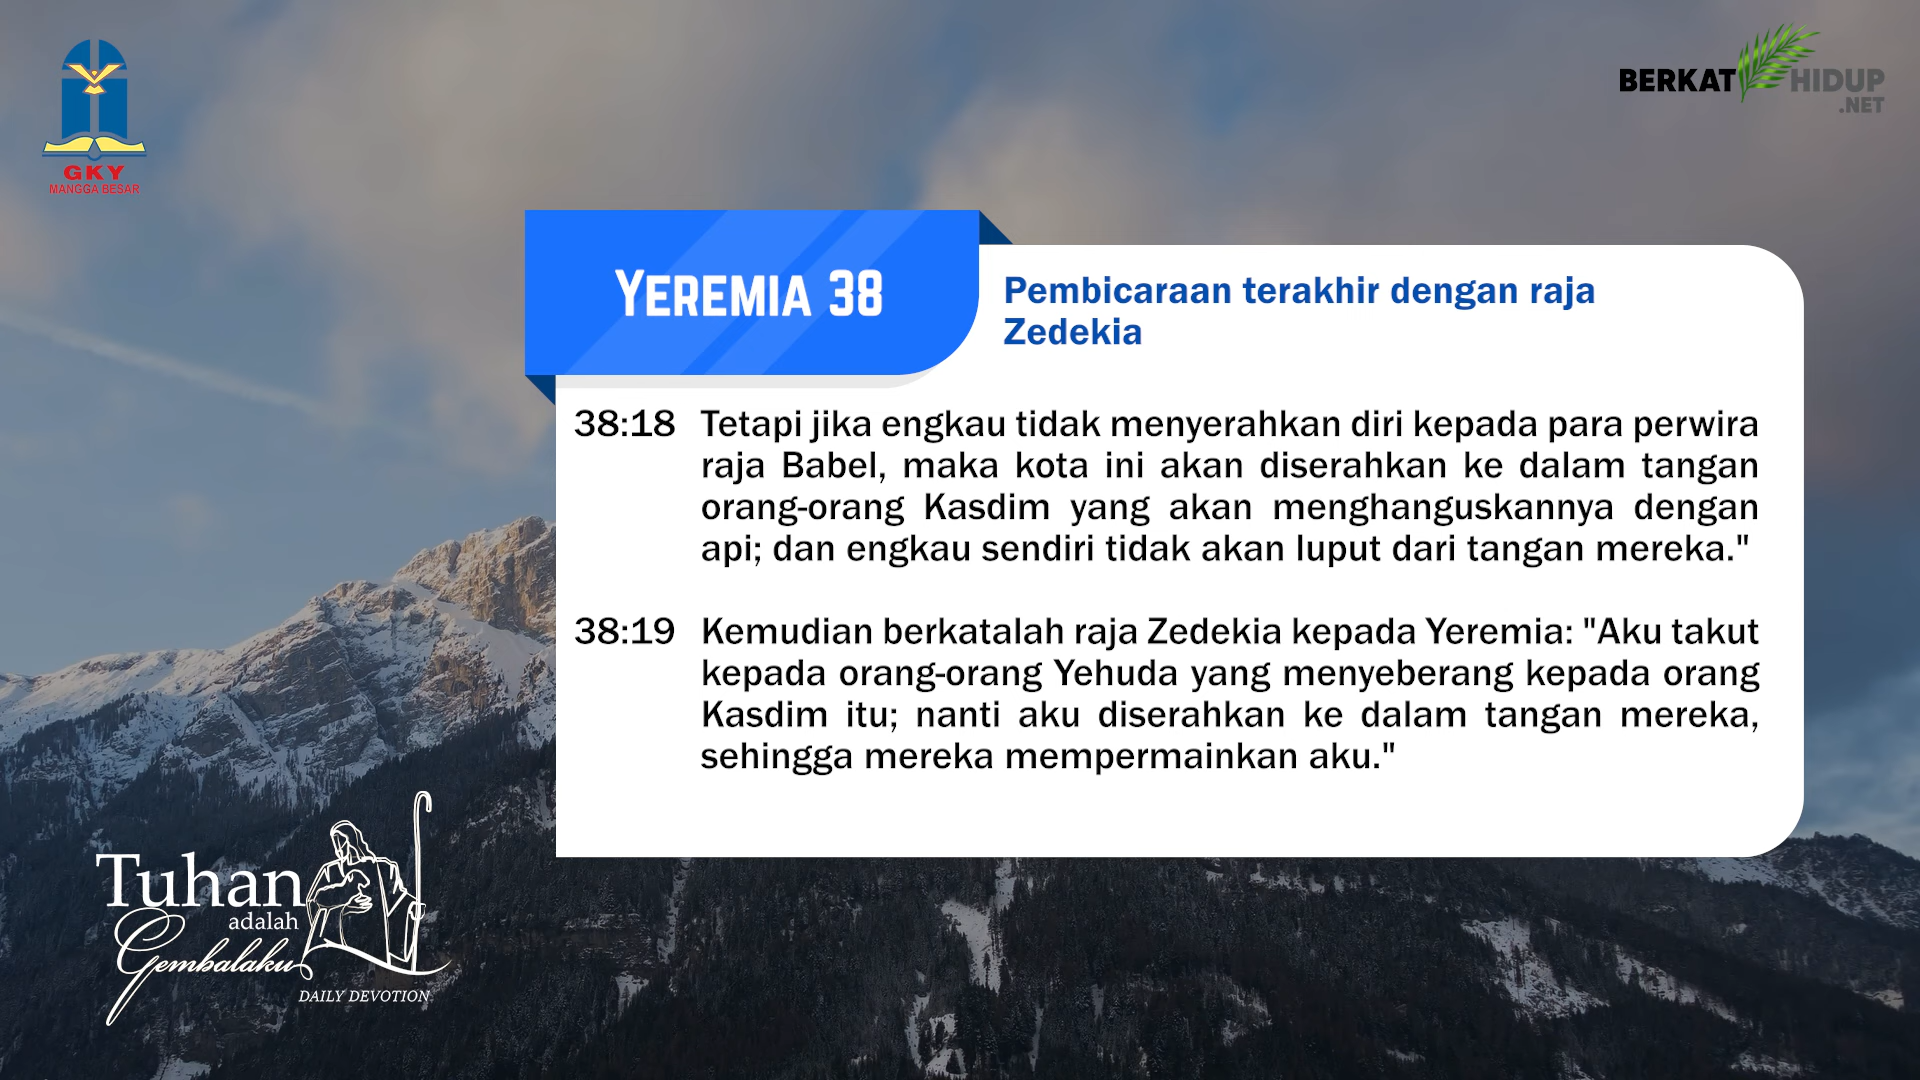 GKY
MANGGA BESAR
BERKAT HIDUP
.NET
YEREMIA 38
Pembicaraan terakhir dengan raja
Zedekia
38:18 Tetapi jika engkau tidak menyerahkan diri kepada para perwira
raja Babel, maka kota ini akan diserahkan ke dalam tangan
orang-orang Kasdim yang akan menghanguskannya dengan
api; dan engkau sendiri tidak akan luput dari tangan mereka."
38:19 Kemudian berkatalah raja Zedekia kepada Yeremia: "Aku takut
kepada orang-orang Yehuda yang menyeberang kepada orang
Kasdim itu; nanti aku diserahkan ke dalam tangan mereka,
sehingga mereka mempermainkan aku."
Tuhan
adalah
Gembalaku
DAILY DEVOTION